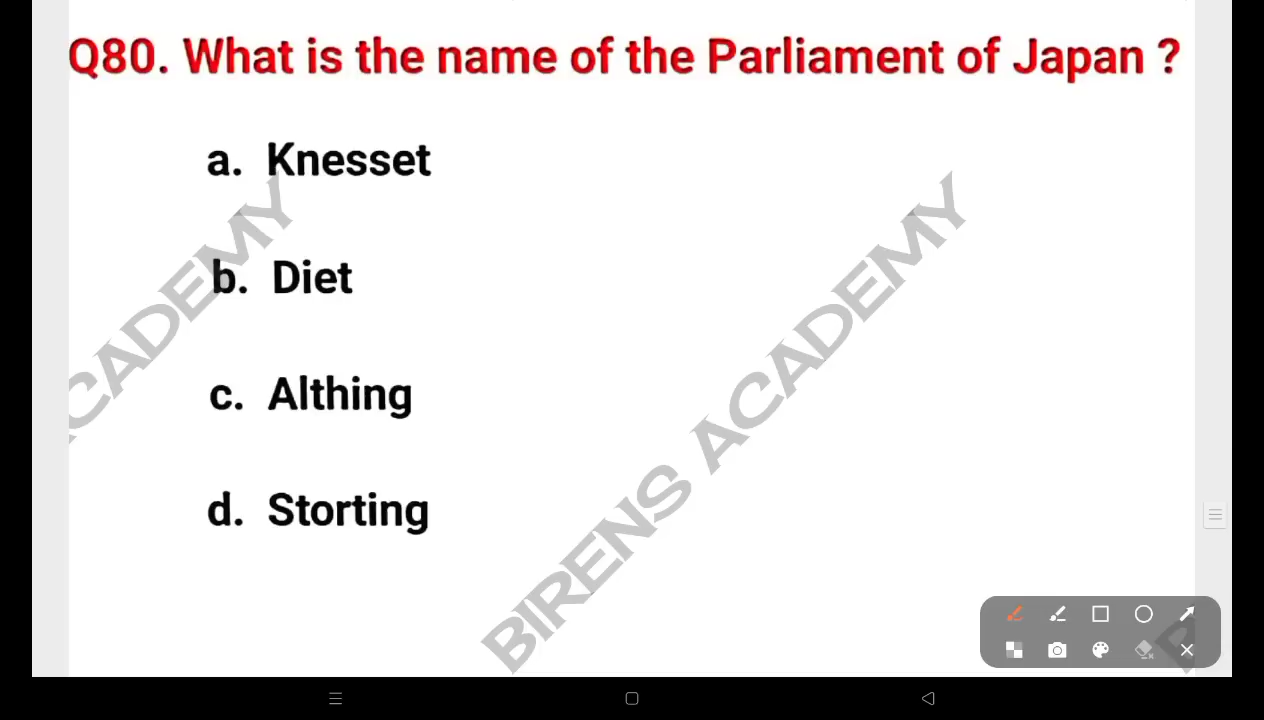 Q80. What is the name of the Parliament of Japan ?
a. Knesset
b. Diet
c. Althing
d. Storting
CADEMY
BIRENS ACADEMY